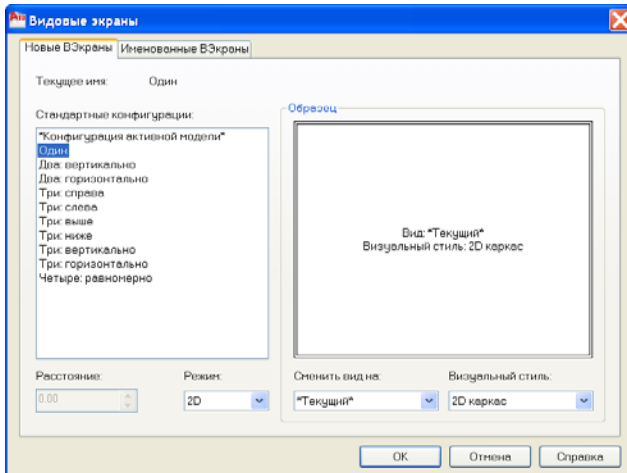 Видовые экраны
Новые ВЭкраны Именованные ВЭкраны
Текущее имя: Один
Стандартные конфигурации:
*Конфигурация активной модели*
Один
Два: вертикально
Два: горизонтально
Три: справа
Три: слева
Три: выше
Три: ниже
Три: вертикально
Три: горизонтально
Четыре: равномерно
Образец
Вид: *Текущий*
Визуальный стиль: 2D каркас
Расстояние: Режим: Сменить вид на: Визуальный стиль:
0.00 2D *Текущий* 2D каркас
OK Отмена Справка